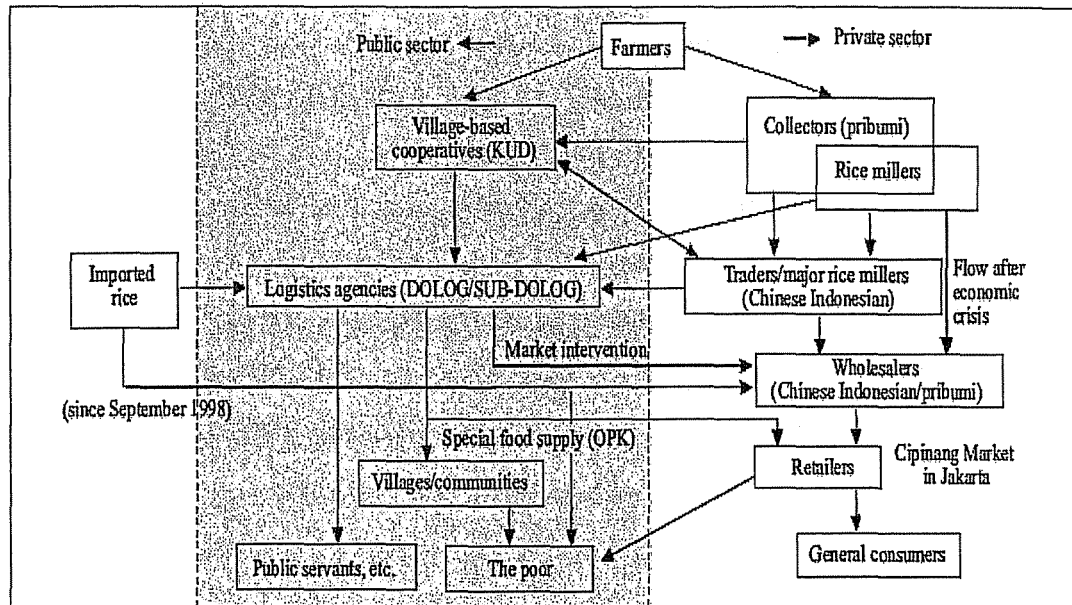 Public sector
Farmers
Private sector
Village-based
cooperatives (KUD)
Collectors (pribumi)
Rice millers
Imported
rice
Logistics agencies (DOLOG/SUB-DOLOG)
Traders/major rice millers
(Chinese Indonesian)
Flow after
economic
crisis
Market intervention
Wholesalers
(Chinese Indonesian/pribumi)
(since September 1998)
Special food supply (OPK)
Villages/communities
Retailers
Cipinang Market
in Jakarta
Public servants, etc.
The poor
General consumers